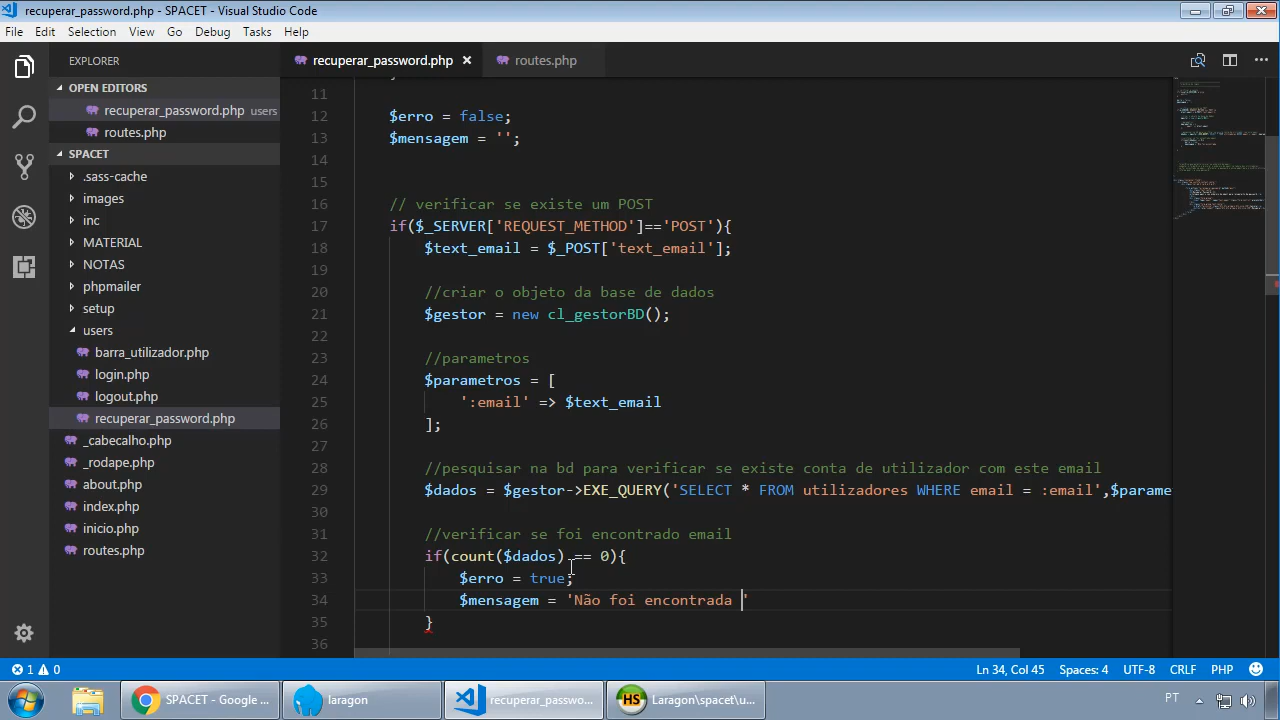 recuperar_password.php - SPACET - Visual Studio Code
File Edit Selection View Go Debug Tasks Help
EXPLORER
OPEN EDITORS
recuperar_password.php users
routes.php
SPACET
.sass-cache
images
inc
MATERIAL
NOTAS
phpmailer
setup
users
barra_utilizador.php
login.php
logout.php
recuperar_password.php
_cabecalho.php
_rodape.php
about.php
index.php
inicio.php
routes.php
recuperar_password.php routes.php
11
12 $erro = false;
13 $mensagem = '';
14
15
16 // verificar se existe um POST
17 if($_SERVER['REQUEST_METHOD']=='POST'){
18 $text_email = $_POST['text_email'];
19
20 //criar o objeto da base de dados
21 $gestor = new cl_gestorBD();
22
23 //parametros
24 $parametros = [
25 ':email' => $text_email
26 ];
27
28 //pesquisar na bd para verificar se existe conta de utilizador com este email
29 $dados = $gestor->EXE_QUERY('SELECT * FROM utilizadores WHERE email = :email',$parame
30
31 //verificar se foi encontrado email
32 if(count($dados) == 0){
33 $erro = true;
34 $mensagem = 'Não foi encontrada '
35 }
36
1 0 Ln 34, Col 45 Spaces: 4 UTF-8 CRLF PHP
SPACET - Google ... laragon recuperar_passwo... HS Laragon\spacet\u... PT